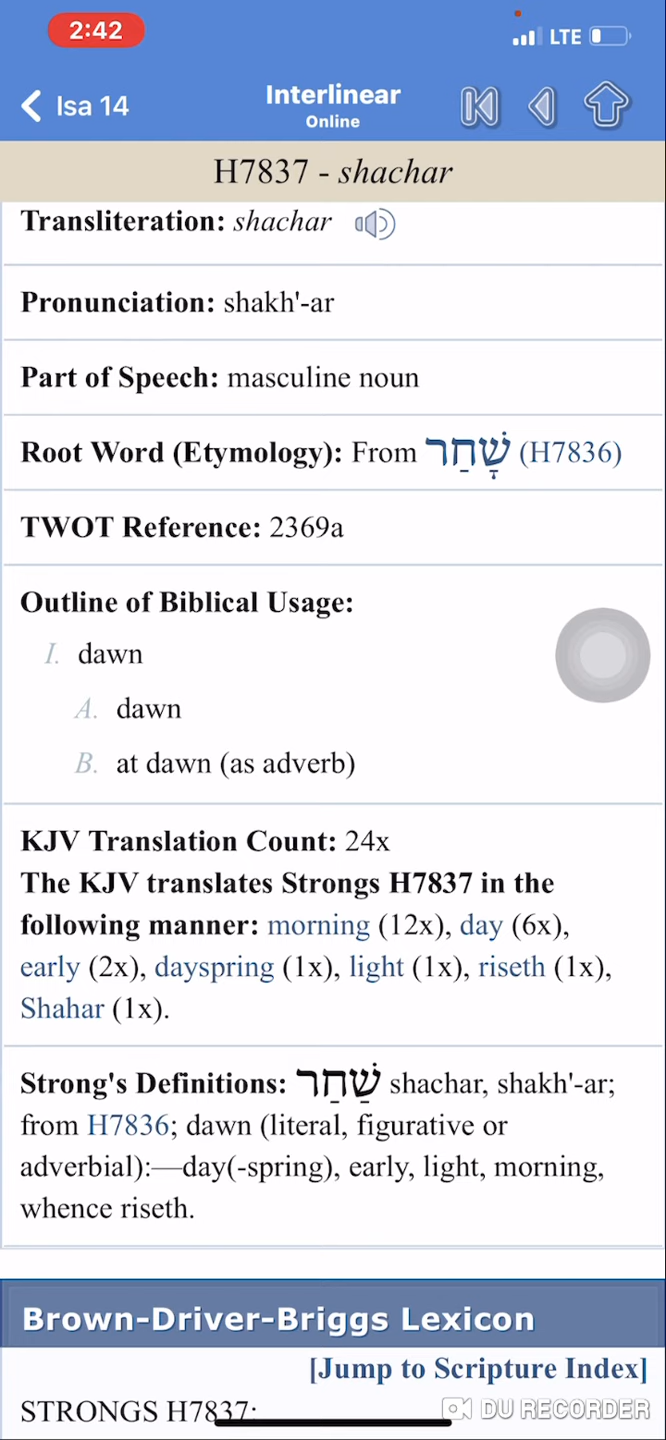 2:42
LTE
Isa 14
Interlinear
Online
H7837 - shachar
Transliteration: shachar
Pronunciation: shakh'-ar
Part of Speech: masculine noun
Root Word (Etymology): From שָׁחַר (H7836)
TWOT Reference: 2369a
Outline of Biblical Usage:
I. dawn
A. dawn
B. at dawn (as adverb)
KJV Translation Count: 24x
The KJV translates Strongs H7837 in the
following manner: morning (12x), day (6x),
early (2x), dayspring (1x), light (1x), riseth (1x),
Shahar (1x).
Strong's Definitions: שַׁחַר shachar, shakh'-ar;
from H7836; dawn (literal, figurative or
adverbial):—day(-spring), early, light, morning,
whence riseth.
Brown-Driver-Briggs Lexicon
[Jump to Scripture Index]
STRONGS H7837:
DU RECORDER